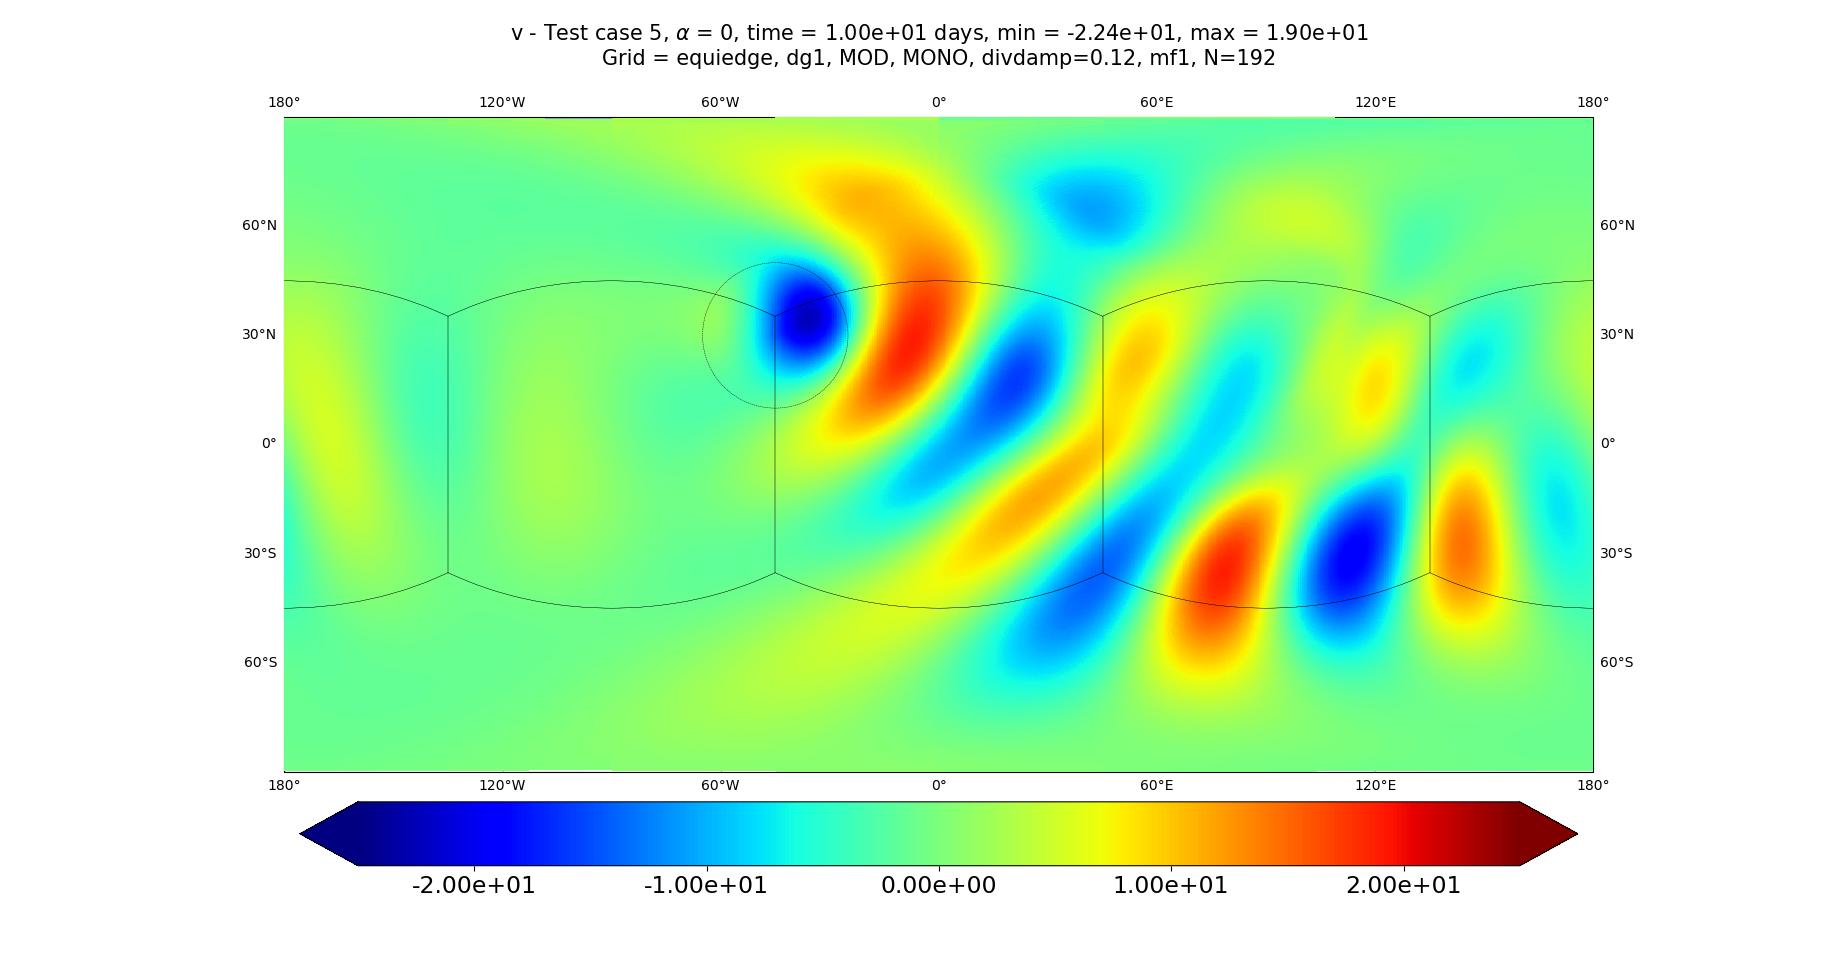 v - Test case 5, α = 0, time = 1.00e+01 days, min = -2.24e+01, max = 1.90e+01
Grid = equiedge, dg1, MOD, MONO, divdamp=0.12, mf1, N=192
180° 120°W 60°W 0° 60°E 120°E 180°
60°N 60°N
30°N 30°N
0° 0°
30°S 30°S
60°S 60°S
180° 120°W 60°W 0° 60°E 120°E 180°
-2.00e+01 -1.00e+01 0.00e+00 1.00e+01 2.00e+01